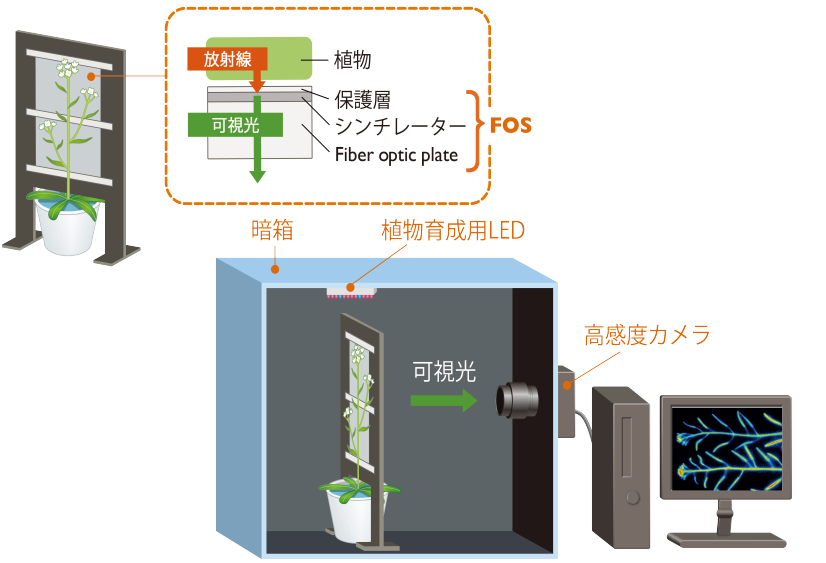 放射線
植物
保護層
可視光
シンチレーター
FOS
Fiber optic plate
暗箱
植物育成用LED
高感度カメラ
可視光